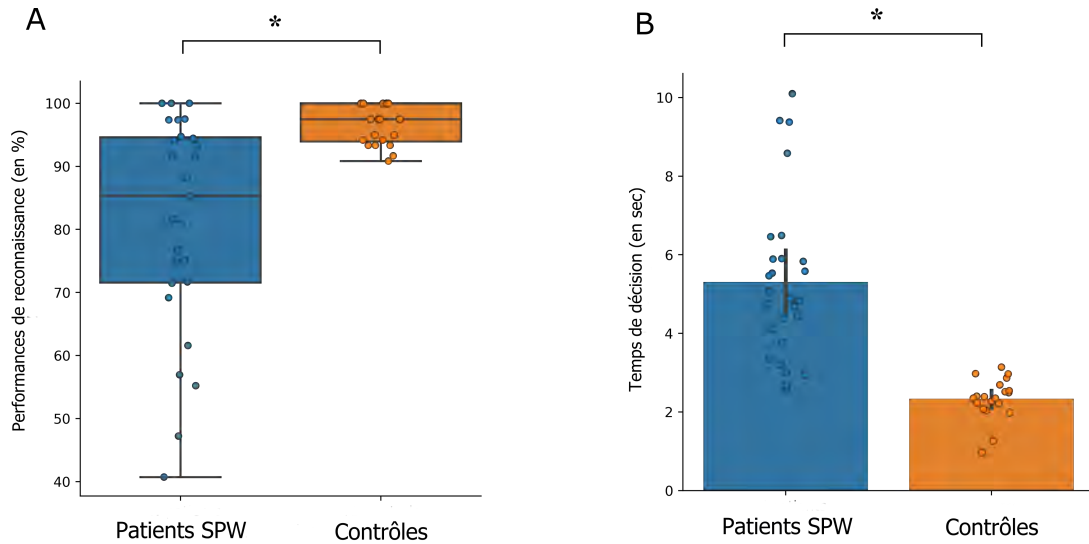 A
*
Performances de reconnaissance (en %)
100
90
80
70
60
50
40
Patients SPW
Contrôles
B
*
Temps de décision (en sec)
10
8
6
4
2
0
Patients SPW
Contrôles